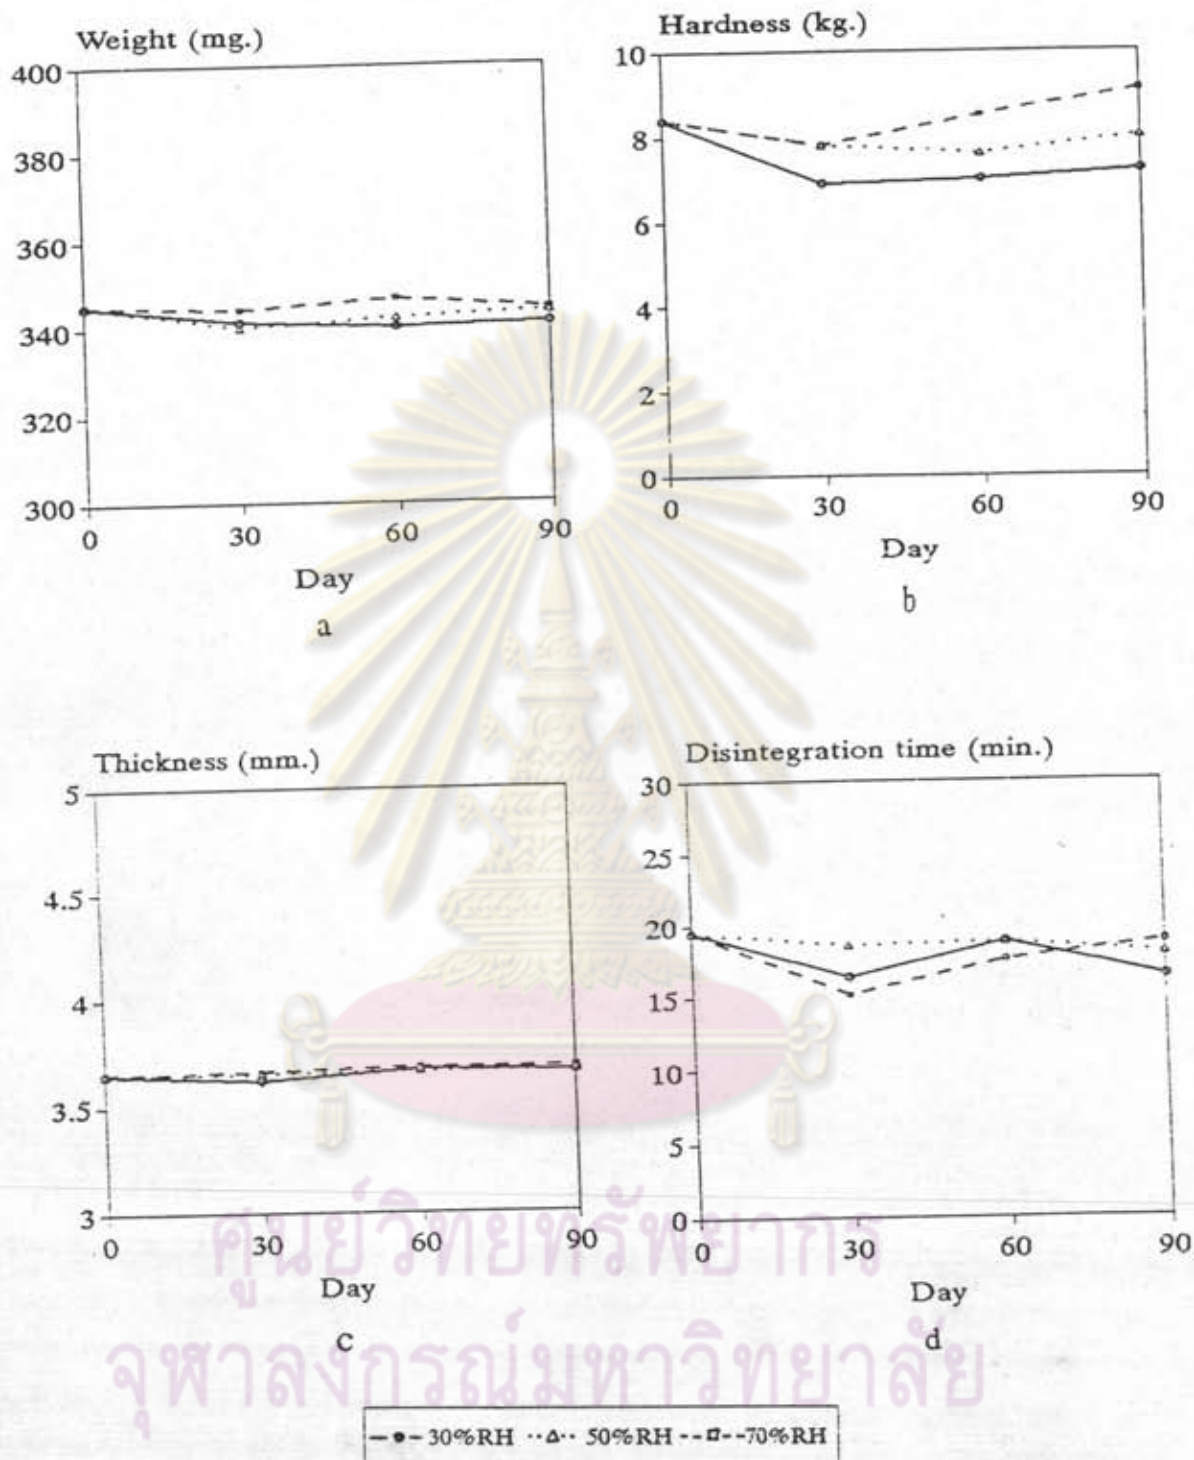 Weight (mg.)
400
380
360
340
320
300
0 30 60 90
Day
a
Hardness (kg.)
10
8
6
4
2
0
0 30 60 90
Day
b
Thickness (mm.)
5
4.5
4
3.5
3
0 30 60 90
Day
c
Disintegration time (min.)
30
25
20
15
10
5
0
0 30 60 90
Day
d
ศูนย์วิทยทรัพยากร
จุฬาลงกรณ์มหาวิทยาลัย
30%RH 50%RH 70%RH